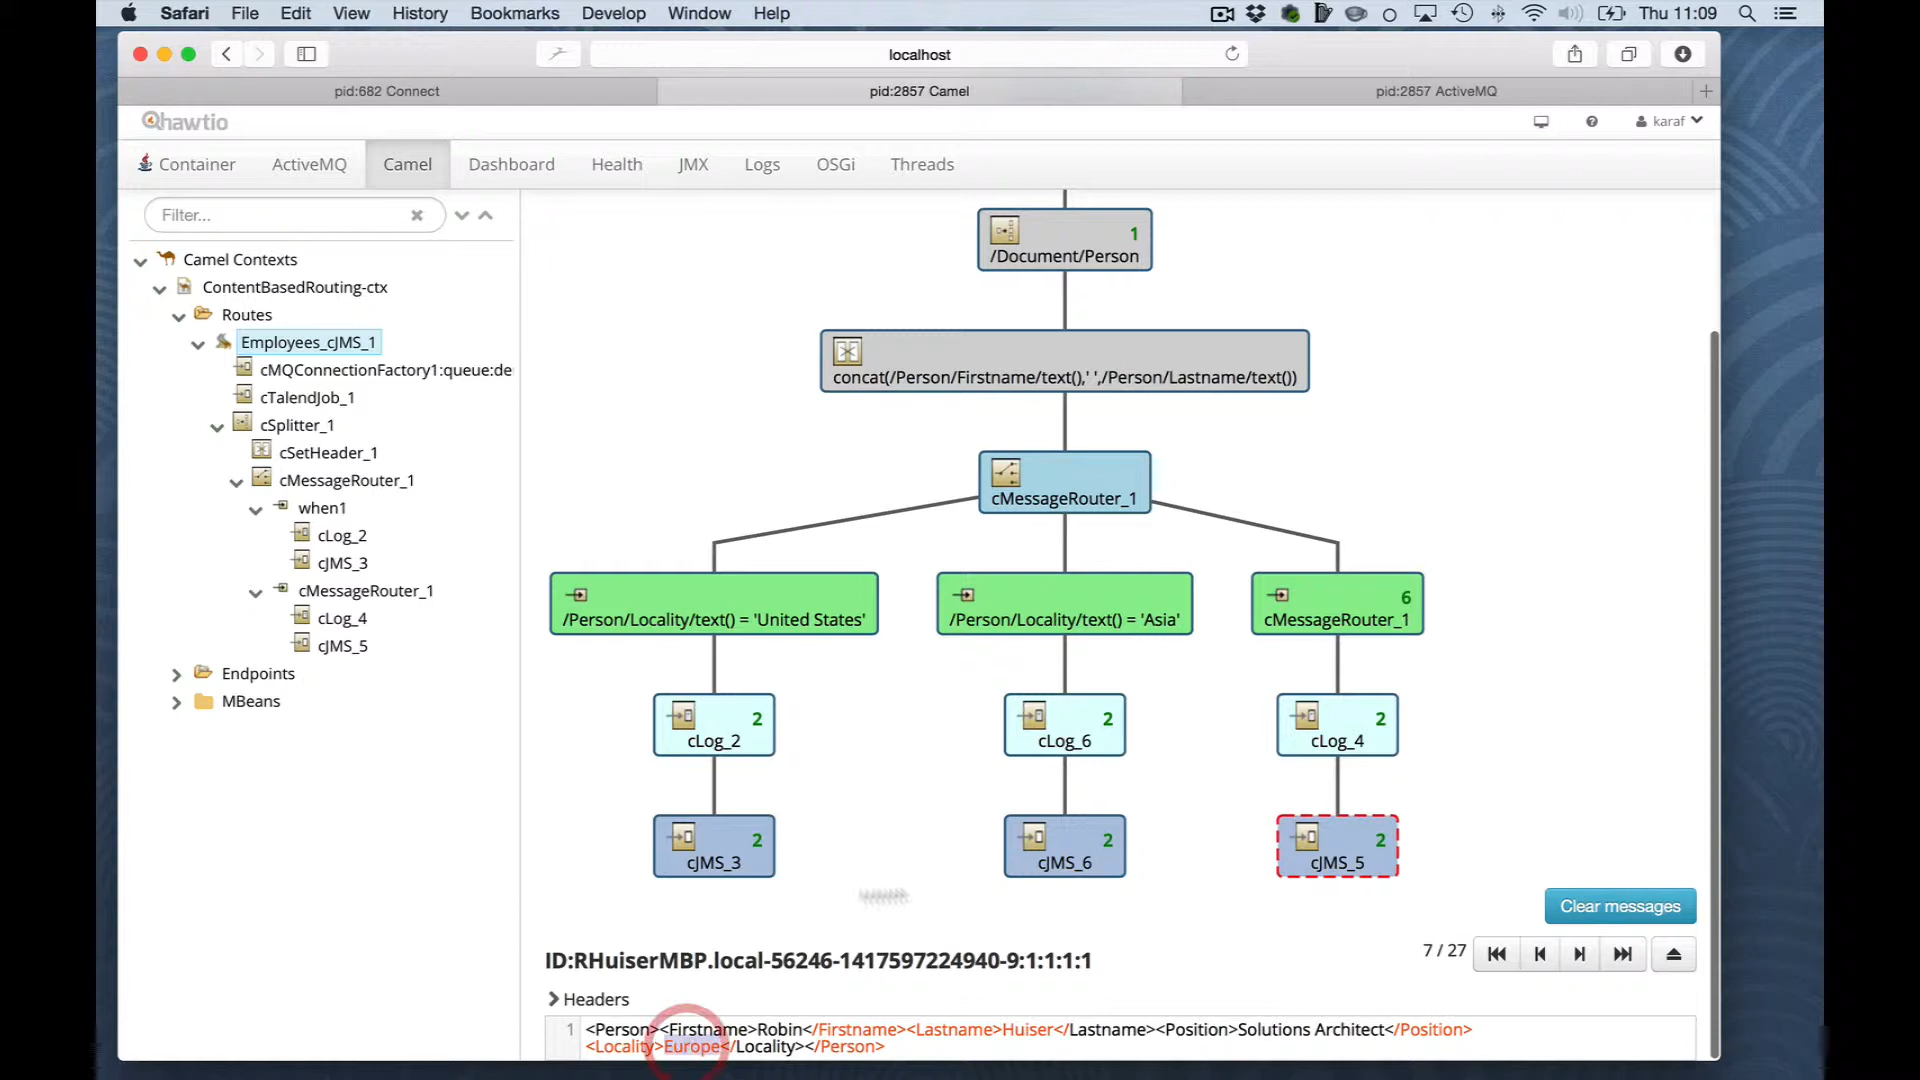 Safari File Edit View History Bookmarks Develop Window Help Thu 11:09
localhost
pid:682 Connect pid:2857 Camel pid:2857 ActiveMQ
hawtio karaf
Container ActiveMQ Camel Dashboard Health JMX Logs OSGi Threads
Filter...
Camel Contexts
ContentBasedRouting-ctx
Routes
Employees_cJMS_1
cMQConnectionFactory1:queue:de
cTalendJob_1
cSplitter_1
cSetHeader_1
cMessageRouter_1
when1
cLog_2
cJMS_3
cMessageRouter_1
cLog_4
cJMS_5
Endpoints
MBeans
1
/Document/Person
concat(/Person/Firstname/text(),' ',/Person/Lastname/text())
cMessageRouter_1
/Person/Locality/text() = 'United States'
/Person/Locality/text() = 'Asia'
6
cMessageRouter_1
2
cLog_2
2
cLog_6
2
cLog_4
2
cJMS_3
2
cJMS_6
2
cJMS_5
Clear messages
ID:RHuiserMBP.local-56246-1417597224940-9:1:1:1:1
7 / 27
Headers
1 <Person><Firstname>Robin</Firstname><Lastname>Huiser</Lastname><Position>Solutions Architect</Position>
<Locality>Europe</Locality></Person>